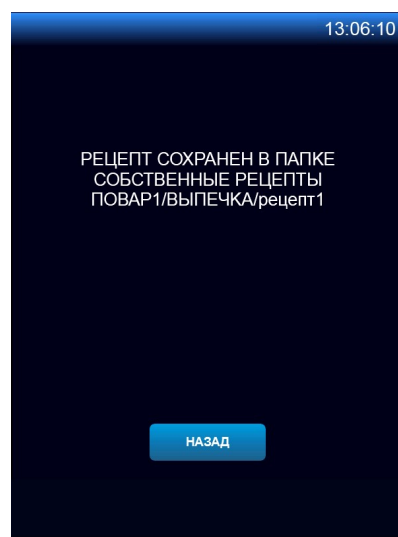 13:06:10
РЕЦЕПТ СОХРАНЕН В ПАПКЕ
СОБСТВЕННЫЕ РЕЦЕПТЫ
ПОВАР1/ВЫПЕЧКА/рецепт1
НАЗАД